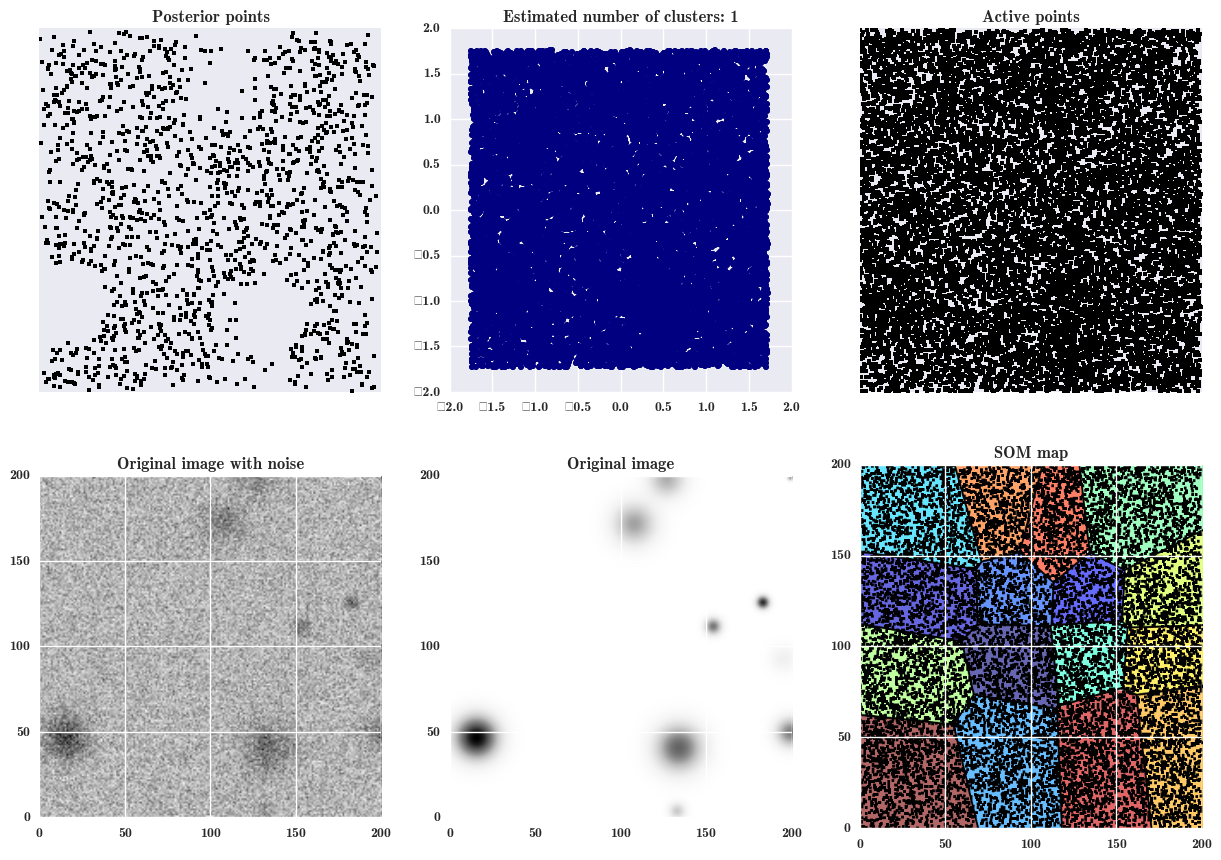 Posterior points
Estimated number of clusters: 1
Active points
2.0
1.5
1.0
0.5
0.0
□0.5
□1.0
□1.5
□2.0
□2.0 □1.5 □1.0 □0.5 0.0 0.5 1.0 1.5 2.0
Original image with noise
Original image
SOM map
200
150
100
50
0
0 50 100 150 200
200
150
100
50
0
0 50 100 150 200
200
150
100
50
0
0 50 100 150 200